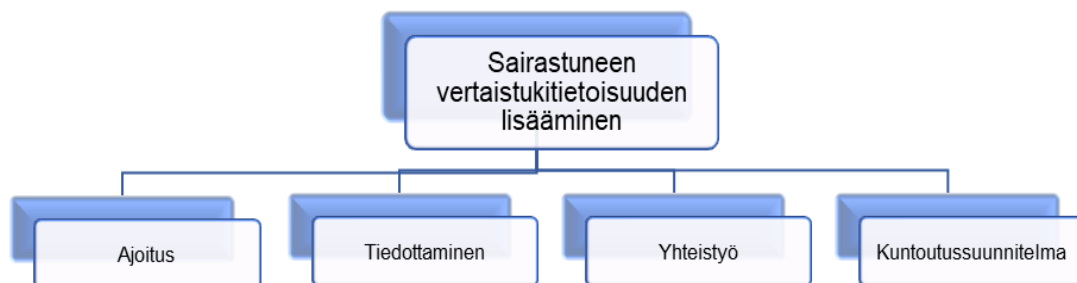 Sairastuneen
vertaistukitietoisuuden
lisääminen
Ajoitus
Tiedottaminen
Yhteistyö
Kuntoutussuunnitelma